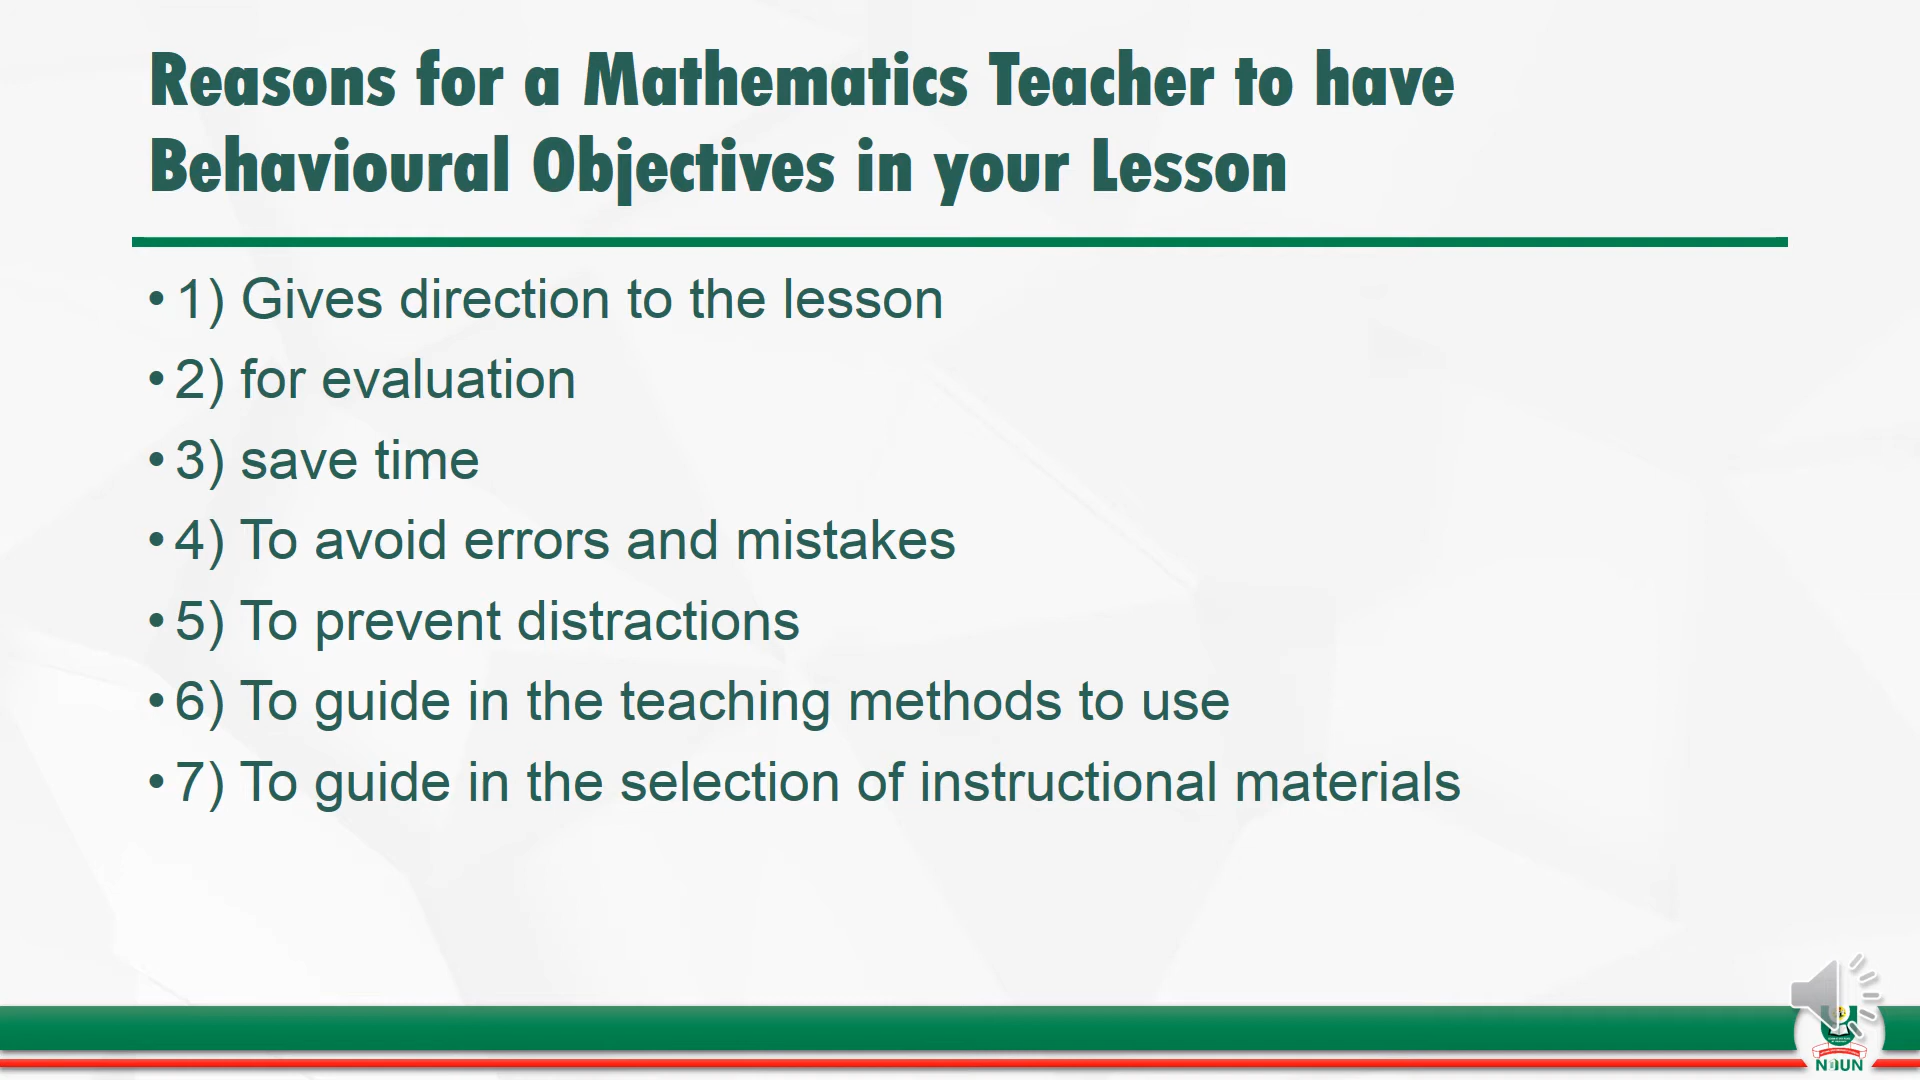 Reasons for a Mathematics Teacher to have
Behavioural Objectives in your Lesson
• 1) Gives direction to the lesson
• 2) for evaluation
• 3) save time
• 4) To avoid errors and mistakes
• 5) To prevent distractions
• 6) To guide in the teaching methods to use
• 7) To guide in the selection of instructional materials
NOUN